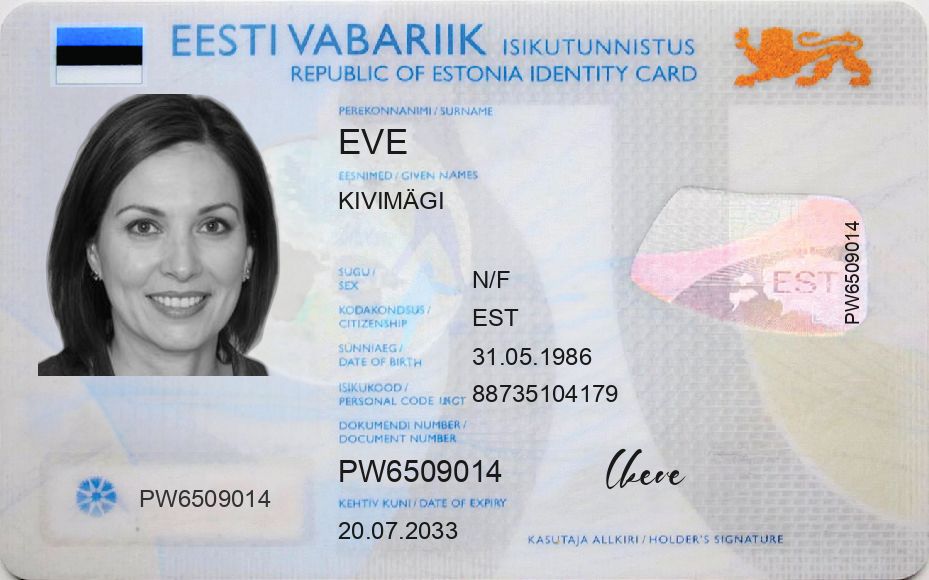 EESTI VABARIIK ISIKUTUNNISTUS
REPUBLIC OF ESTONIA IDENTITY CARD
PEREKONNANIMI / SURNAME
EVE
EESNIMED / GIVEN NAMES
KIVIMÄGI
SUGU /
SEX
N/F
KODAKONDSUS /
CITIZENSHIP
EST
SÜNNIAEG /
DATE OF BIRTH
31.05.1986
ISIKUKOOD /
PERSONAL CODE
88735104179
DOKUMENDI NUMBER /
DOCUMENT NUMBER
PW6509014
KEHTIV KUNI / DATE OF EXPIRY
20.07.2033
PW6509014
EST
PW6509014
KASUTAJA ALLKIRI / HOLDER'S SIGNATURE